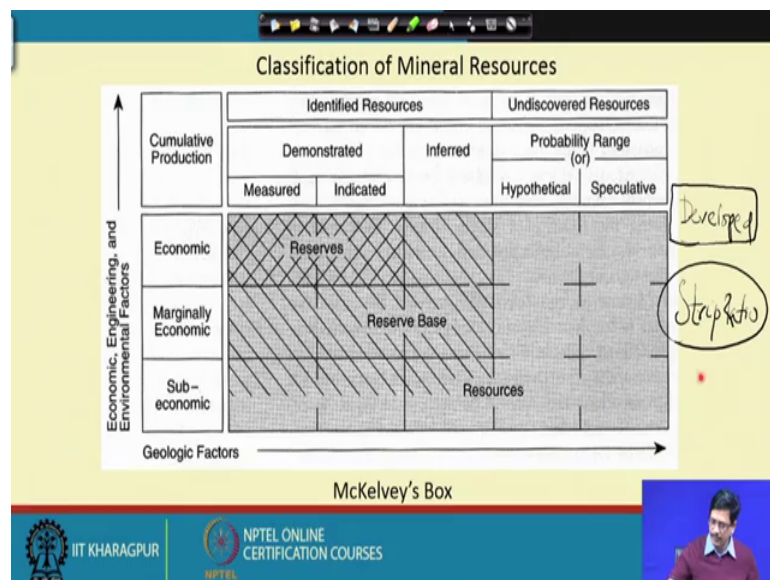 Classification of Mineral Resources
Identified Resources
Undiscovered Resources
Cumulative
Production
Demonstrated
Inferred
Probability Range
(or)
Measured
Indicated
Hypothetical
Speculative
Developed
Economic, Engineering, and
Environmental Factors
Economic
Reserves
Marginally
Economic
Reserve Base
Strip Ratio
Sub-
economic
Resources
Geologic Factors
McKelvey's Box
IIT KHARAGPUR
NPTEL ONLINE
CERTIFICATION COURSES
NPTEL